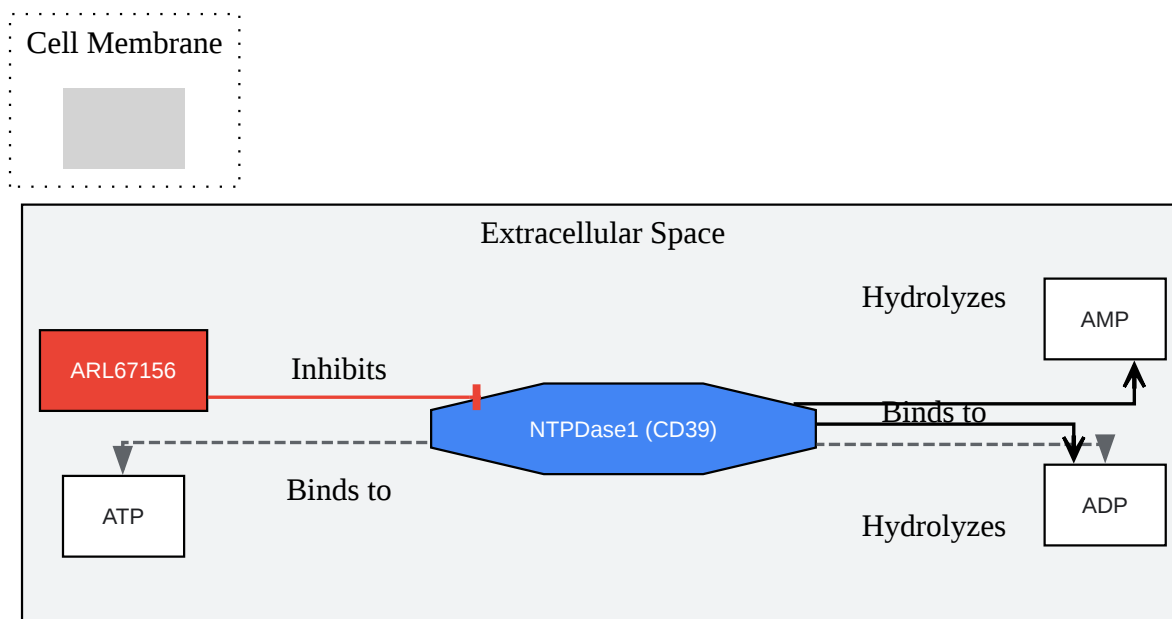 Cell Membrane
Extracellular Space
Hydrolyzes
AMP
ARL67156
Inhibits
Binds to
NTPDase1 (CD39)
Binds to
ATP
Hydrolyzes
ADP